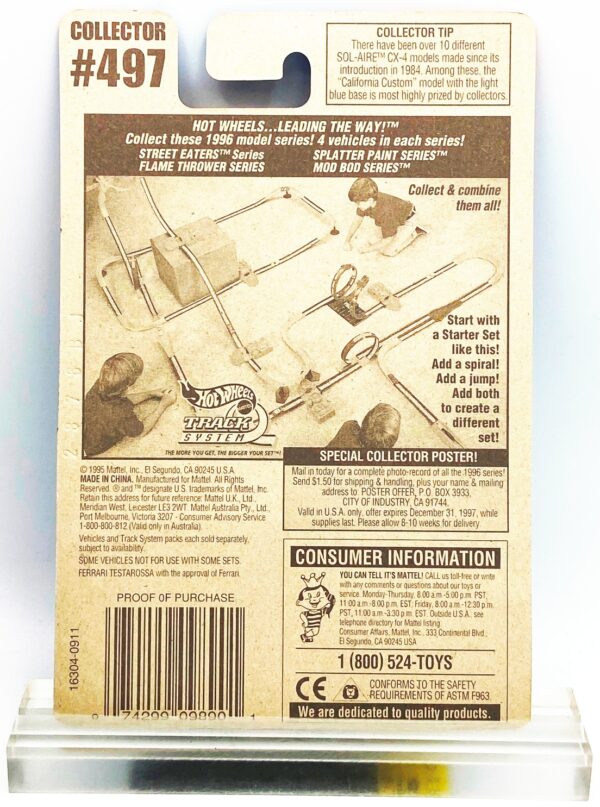 COLLECTOR
#497
COLLECTOR TIP
There have been over 10 different
SOL-AIRE™ CX-4 models made since its
introduction in 1984. Among these, the
"California Custom" model with the light
blue base is most highly prized by collectors.
HOT WHEELS...LEADING THE WAY!™
Collect these 1996 model series! 4 vehicles in each series!
STREET EATERS™ Series SPLATTER PAINT SERIES™
FLAME THROWER SERIES MOD BOD SERIES™
Collect & combine
them all!
Start with
a Starter Set
like this!
Add a spiral!
Add a jump!
Add both
to create a
different
set!
Hot Wheels
TRACK
SYSTEM
THE MORE YOU GET, THE BIGGER YOUR SET™!
© 1995 Mattel, Inc., El Segundo, CA 90245 U.S.A.
MADE IN CHINA. Manufactured for Mattel. All Rights
Reserved. ® and ™ designate U.S. trademarks of Mattel, Inc.
Retain this address for future reference: Mattel U.K., Ltd.,
Meridian West, Leicester LE3 2WT. Mattel Australia Pty., Ltd.,
Port Melbourne, Victoria 3207 - Consumer Advisory Service
1-800-800-812 (Valid only in Australia).
Vehicles and Track System packs each sold separately,
subject to availability.
SOME VEHICLES NOT FOR USE WITH SOME SETS.
FERRARI TESTAROSSA with the approval of Ferrari.
SPECIAL COLLECTOR POSTER!
Mail in today for a complete photo-record of all the 1996 series!
Send $1.50 for shipping & handling, plus your name & mailing
address to: POSTER OFFER, P.O. BOX 3933,
CITY OF INDUSTRY, CA 91744.
Valid in U.S.A. only, offer expires December 31, 1997, while
supplies last. Please allow 8-10 weeks for delivery.
PROOF OF PURCHASE
16304-0911
0 74299 09890 1
CONSUMER INFORMATION
YOU CAN TELL IT'S MATTEL! CALL us toll-free or write
with any comments or questions about our toys or
service. Monday-Thursday, 8:00 a.m.-5:00 p.m. PST,
11:00 a.m.-8:00 p.m. EST, Friday, 8:00 a.m.-12:30 p.m.
PST, 11:00 a.m.-3:30 p.m. EST. Outside U.S.A., see
telephone directory for Mattel listing.
Consumer Affairs, Mattel, Inc., 333 Continental Blvd.,
El Segundo, CA 90245 USA
1 (800) 524-TOYS
CE CONFORMS TO THE SAFETY
REQUIREMENTS OF ASTM F963.
We are dedicated to quality products.